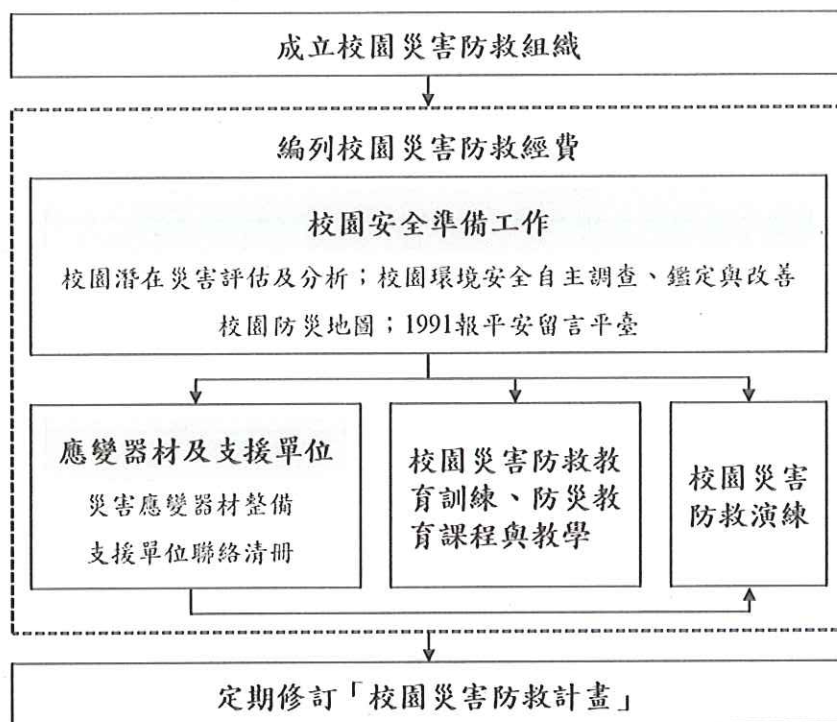 成立校園災害防救組織
編列校園災害防救經費
校園安全準備工作
校園潛在災害評估及分析；校園環境安全自主調查、鑑定與改善
校園防災地圖；1991報平安留言平臺
應變器材及支援單位
災害應變器材整備
支援單位聯絡清冊
校園災害防救教
育訓練、防災教
育課程與教學
校園災害
防救演練
定期修訂「校園災害防救計畫」